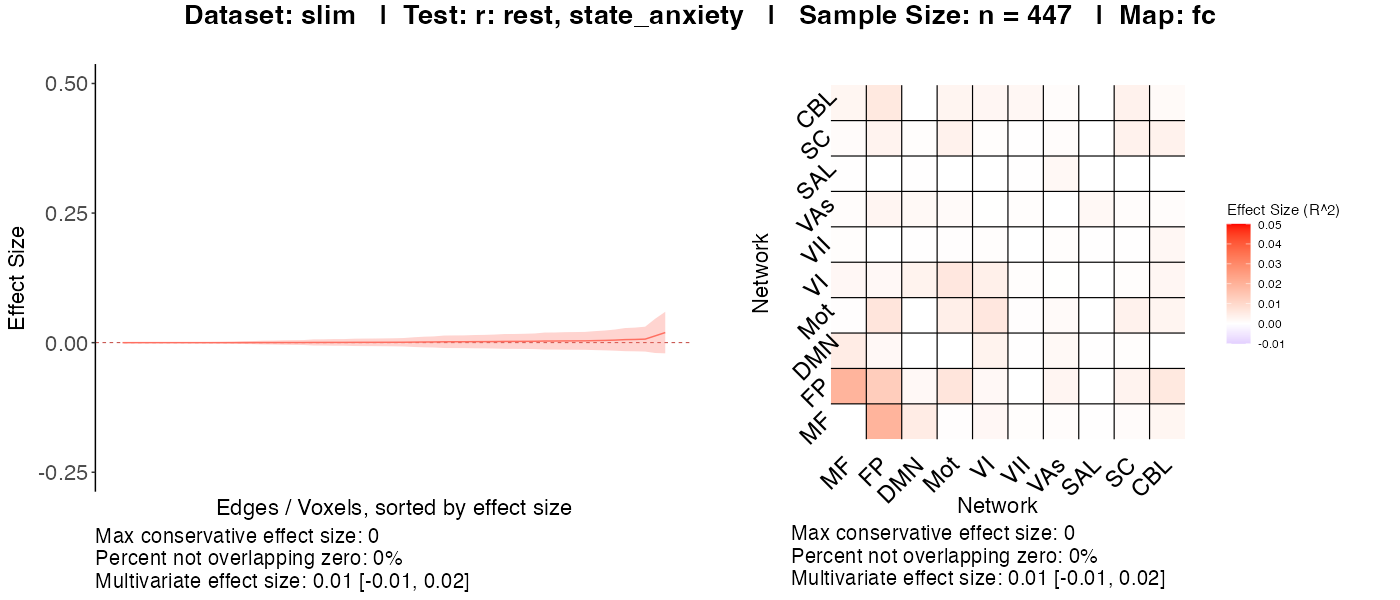 Dataset: slim | Test: r: rest, state_anxiety | Sample Size: n = 447 | Map: fc
0.50
0.25
0.00
-0.25
Effect Size
Edges / Voxels, sorted by effect size
Max conservative effect size: 0
Percent not overlapping zero: 0%
Multivariate effect size: 0.01 [-0.01, 0.02]
Network
CBL
SC
SAL
VAs
VII
VI
Mot
DMN
FP
MF
MF FP DMN Mot VI VII VAs SAL SC CBL
Network
Max conservative effect size: 0
Percent not overlapping zero: 0%
Multivariate effect size: 0.01 [-0.01, 0.02]
Effect Size (R^2)
0.05
0.04
0.03
0.02
0.01
0.00
-0.01